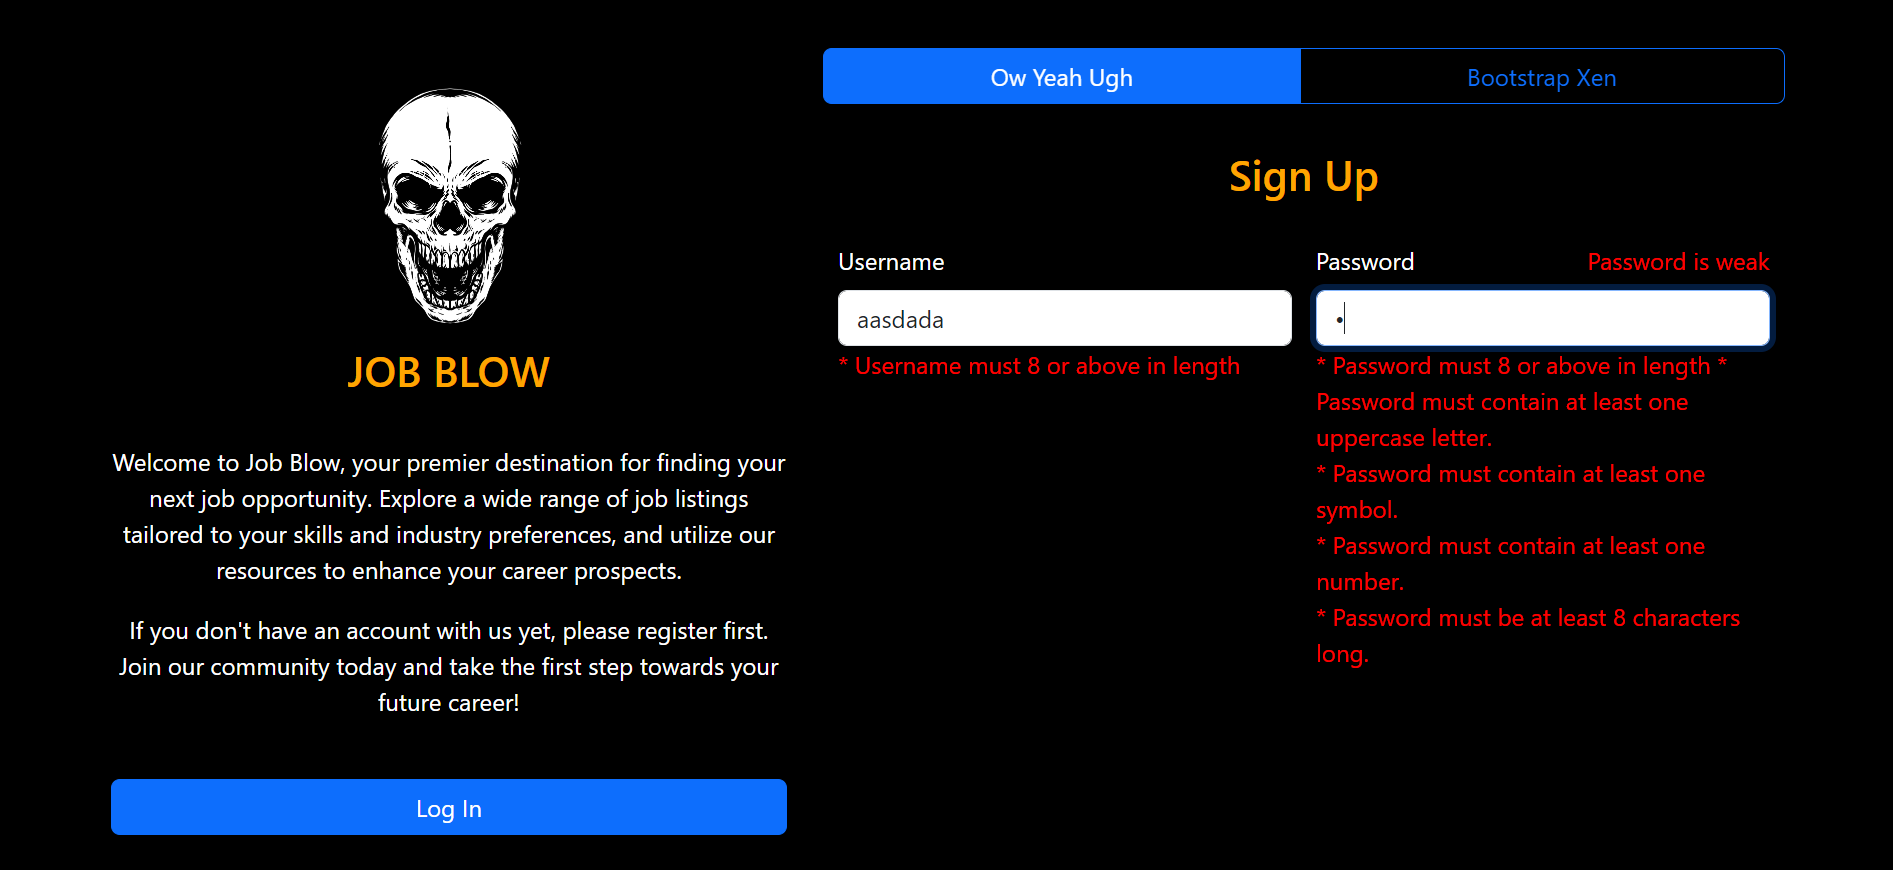 JOB BLOW
Welcome to Job Blow, your premier destination for finding your
next job opportunity. Explore a wide range of job listings
tailored to your skills and industry preferences, and utilize our
resources to enhance your career prospects.
If you don't have an account with us yet, please register first.
Join our community today and take the first step towards your
future career!
Log In
Ow Yeah Ugh
Bootstrap Xen
Sign Up
Username
aasdada
* Username must 8 or above in length
Password
Password is weak
•
* Password must 8 or above in length *
Password must contain at least one
uppercase letter.
* Password must contain at least one
symbol.
* Password must contain at least one
number.
* Password must be at least 8 characters
long.